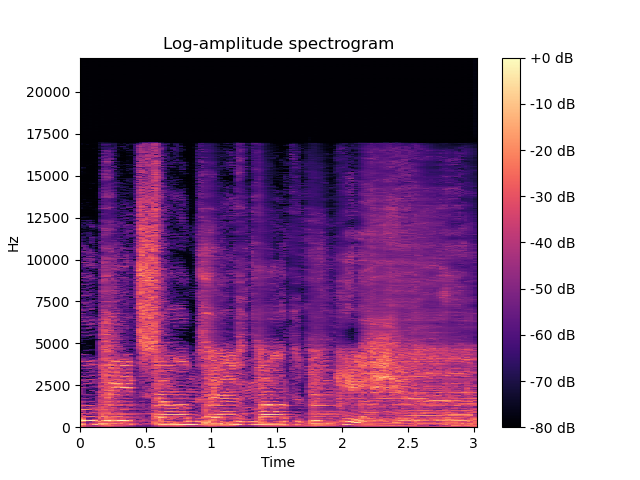 Log-amplitude spectrogram
+0 dB
20000
-10 dB
17500
-20 dB
15000
-30 dB
12500
Hz
-40 dB
10000
-50 dB
7500
-60 dB
5000
-70 dB
2500
0
-80 dB
0 0.5 1 1.5 2 2.5 3
Time